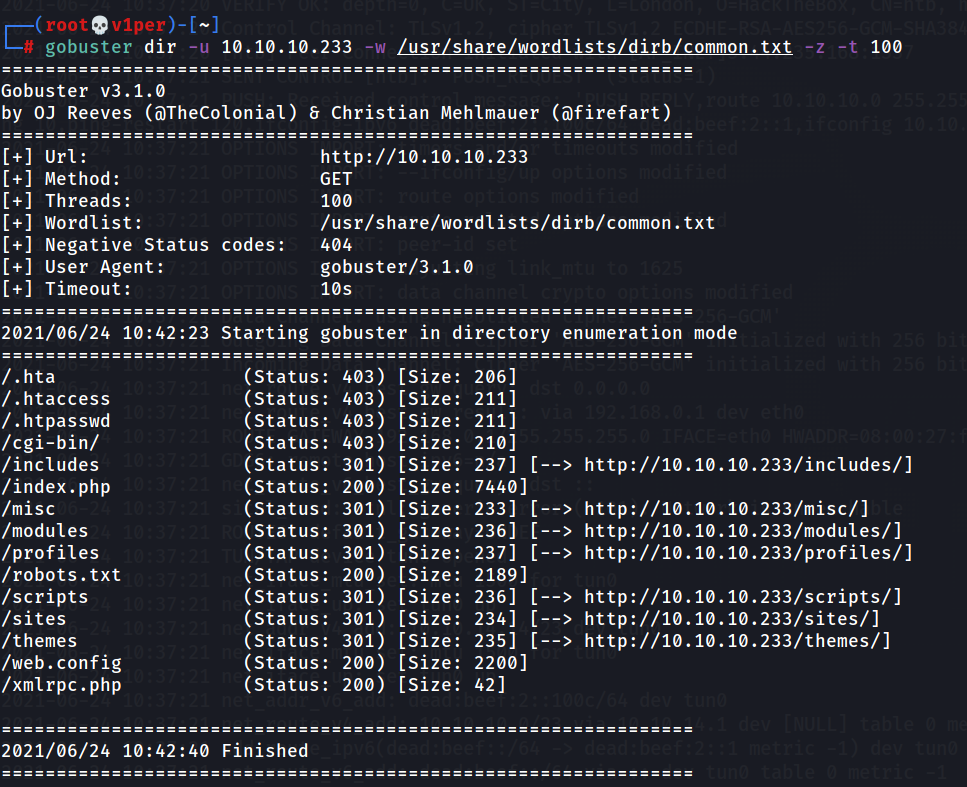 ┌──(root💀v1per)-[~]
└─# gobuster dir -u 10.10.10.233 -w /usr/share/wordlists/dirb/common.txt -z -t 100
===============================================================
Gobuster v3.1.0
by OJ Reeves (@TheColonial) & Christian Mehlmauer (@firefart)
===============================================================
[+] Url:                     http://10.10.10.233
[+] Method:                  GET
[+] Threads:                 100
[+] Wordlist:                /usr/share/wordlists/dirb/common.txt
[+] Negative Status codes:   404
[+] User Agent:              gobuster/3.1.0
[+] Timeout:                 10s
===============================================================
2021/06/24 10:42:23 Starting gobuster in directory enumeration mode
===============================================================
/.hta                 (Status: 403) [Size: 206]
/.htaccess            (Status: 403) [Size: 211]
/.htpasswd            (Status: 403) [Size: 211]
/cgi-bin/             (Status: 403) [Size: 210]
/includes             (Status: 301) [Size: 237] [--> http://10.10.10.233/includes/]
/index.php            (Status: 200) [Size: 7440]
/misc                 (Status: 301) [Size: 233] [--> http://10.10.10.233/misc/]
/modules              (Status: 301) [Size: 236] [--> http://10.10.10.233/modules/]
/profiles             (Status: 301) [Size: 237] [--> http://10.10.10.233/profiles/]
/robots.txt           (Status: 200) [Size: 2189]
/scripts              (Status: 301) [Size: 236] [--> http://10.10.10.233/scripts/]
/sites                (Status: 301) [Size: 234] [--> http://10.10.10.233/sites/]
/themes               (Status: 301) [Size: 235] [--> http://10.10.10.233/themes/]
/web.config           (Status: 200) [Size: 2200]
/xmlrpc.php           (Status: 200) [Size: 42]
===============================================================
2021/06/24 10:42:40 Finished
===============================================================